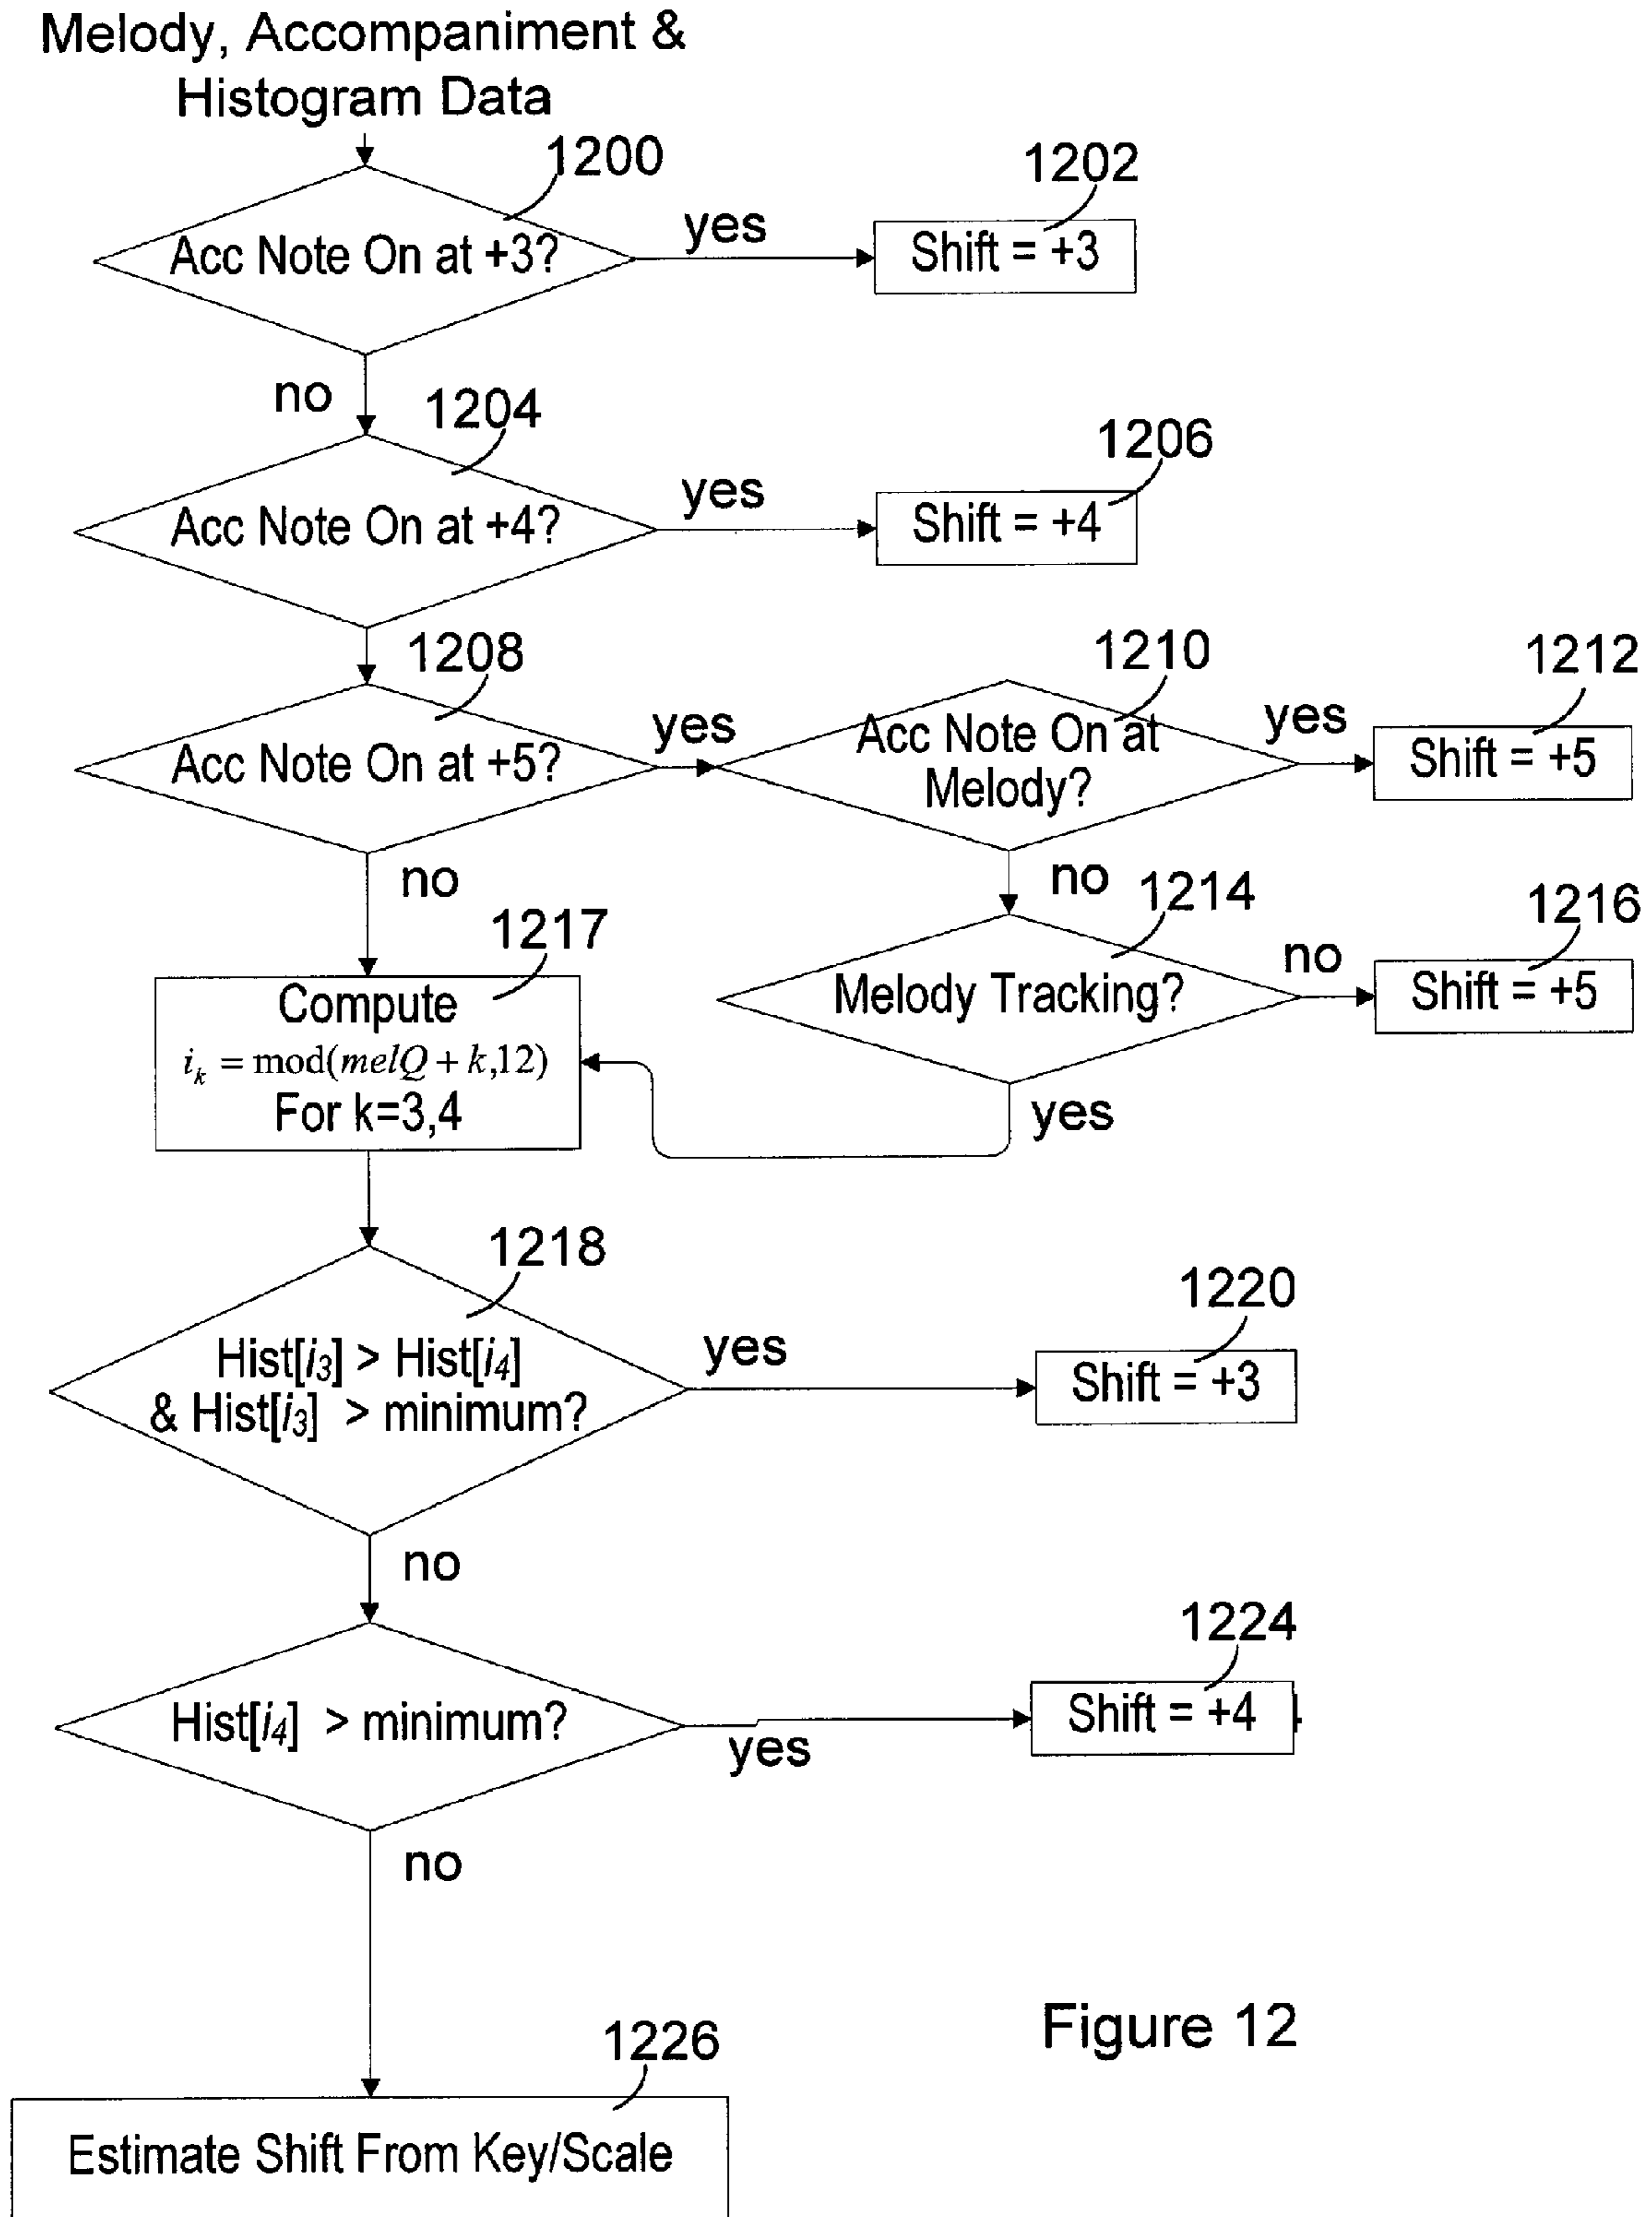 Melody, Accompaniment &
Histogram Data
1200
1202
Acc Note On at +3?
yes
Shift = +3
no
1204
1206
Acc Note On at +4?
yes
Shift = +4
1208
1210
1212
Acc Note On at +5?
yes
Acc Note On at
Melody?
yes
Shift = +5
no
no
1214
1216
1217
Melody Tracking?
no
Shift = +5
Compute
i_k = mod(melQ + k,12)
For k=3,4
yes
1218
1220
Hist[i3] > Hist[i4]
& Hist[i3] > minimum?
yes
Shift = +3
no
1224
Hist[i4] > minimum?
yes
Shift = +4
no
Figure 12
1226
Estimate Shift From Key/Scale